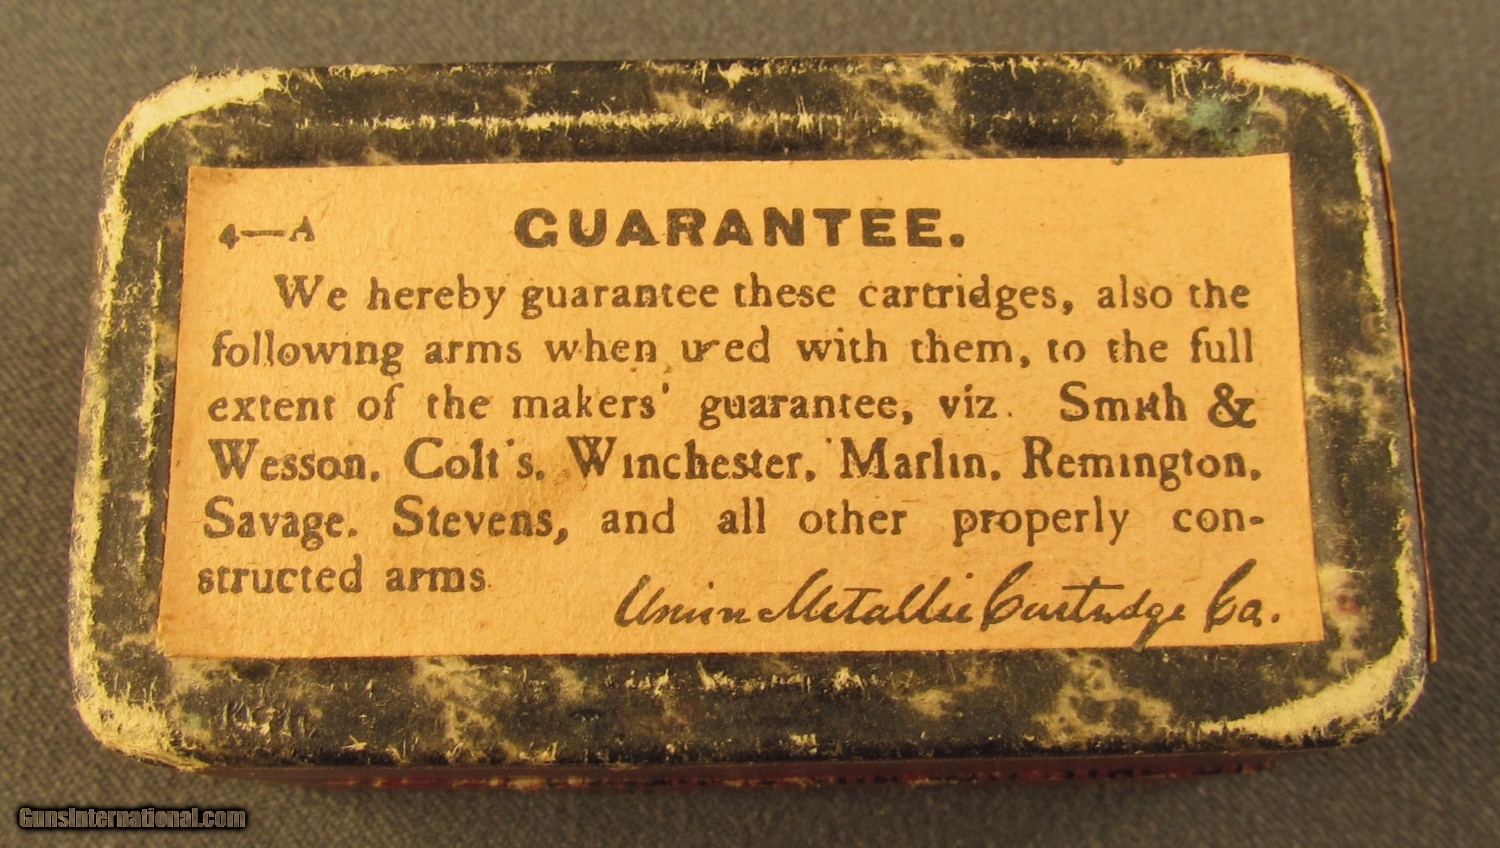 4—A GUARANTEE.
We hereby guarantee these cartridges, also the
following arms when used with them, to the full
extent of the makers' guarantee, viz. Smith &
Wesson, Colt's, Winchester, Marlin, Remington,
Savage, Stevens, and all other properly con-
structed arms.
Union Metallic Cartridge Co.
GunsInternational.com